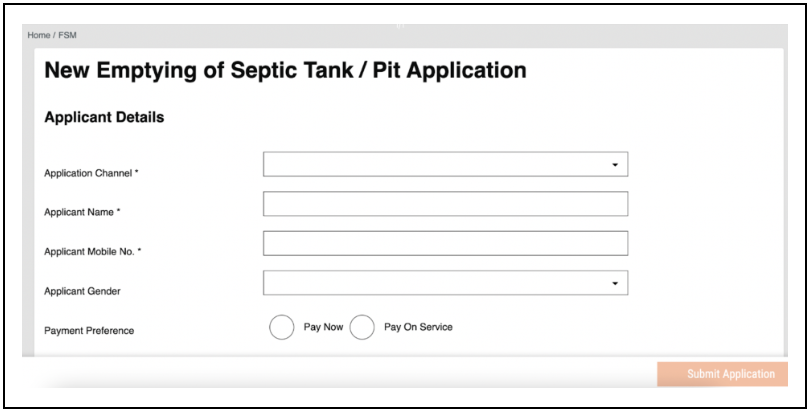 Home / FSM
New Emptying of Septic Tank / Pit Application
Applicant Details
Application Channel *
Applicant Name *
Applicant Mobile No. *
Applicant Gender
Payment Preference Pay Now Pay On Service
Submit Application